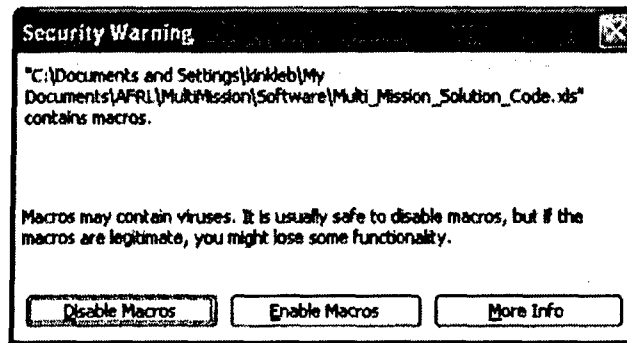 Security Warning
"C:\Documents and Settings\kinkleb\My
Documents\AFRL\MultiMission\Software\Multi_Mission_Solution_Code.xls"
contains macros.
Macros may contain viruses. It is usually safe to disable macros, but if the
macros are legitimate, you might lose some functionality.
Disable Macros Enable Macros More Info